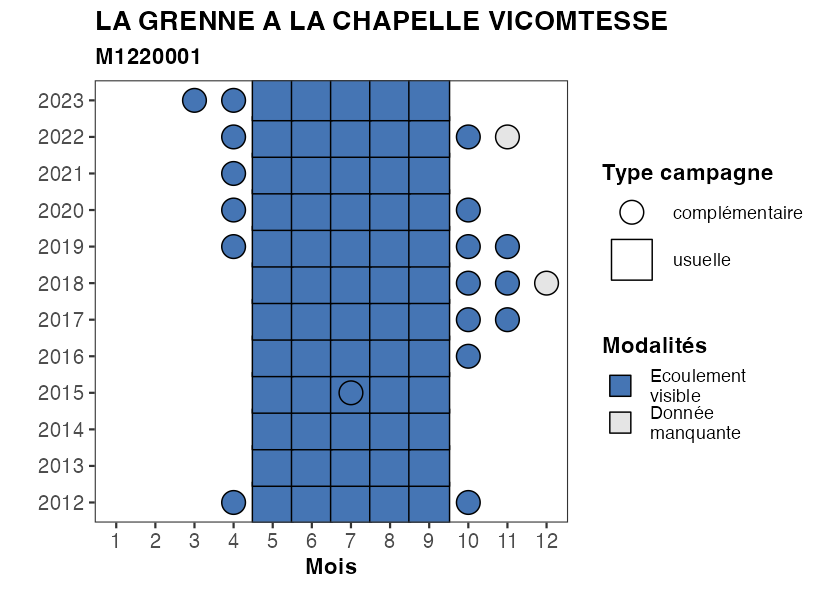 LA GRENNE A LA CHAPELLE VICOMTESSE
M1220001
2023
2022
2021
2020
2019
2018
2017
2016
2015
2014
2013
2012
1 2 3 4 5 6 7 8 9 10 11 12
Mois
Type campagne
complémentaire
usuelle
Modalités
Ecoulement
visible
Donnée
manquante